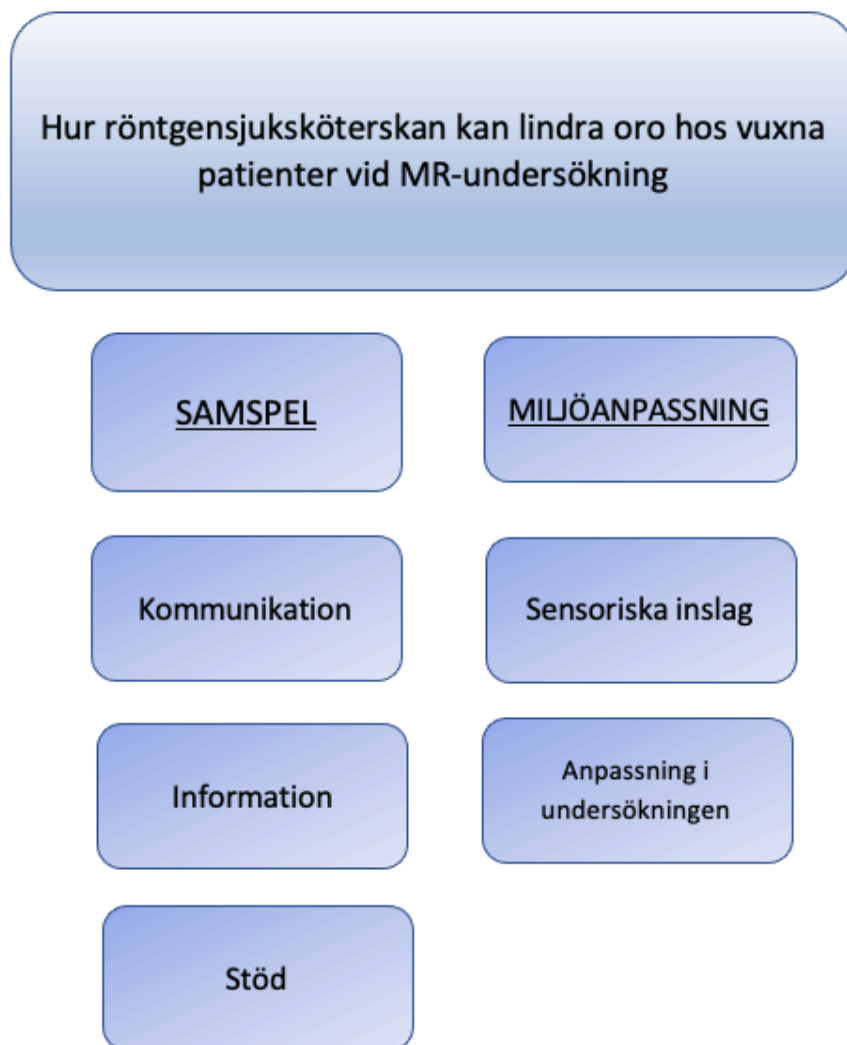 Hur röntgensjuksköterskan kan lindra oro hos vuxna
patienter vid MR-undersökning
SAMSPEL
MILJÖANPASSNING
Kommunikation
Sensoriska inslag
Information
Anpassning i
undersökningen
Stöd